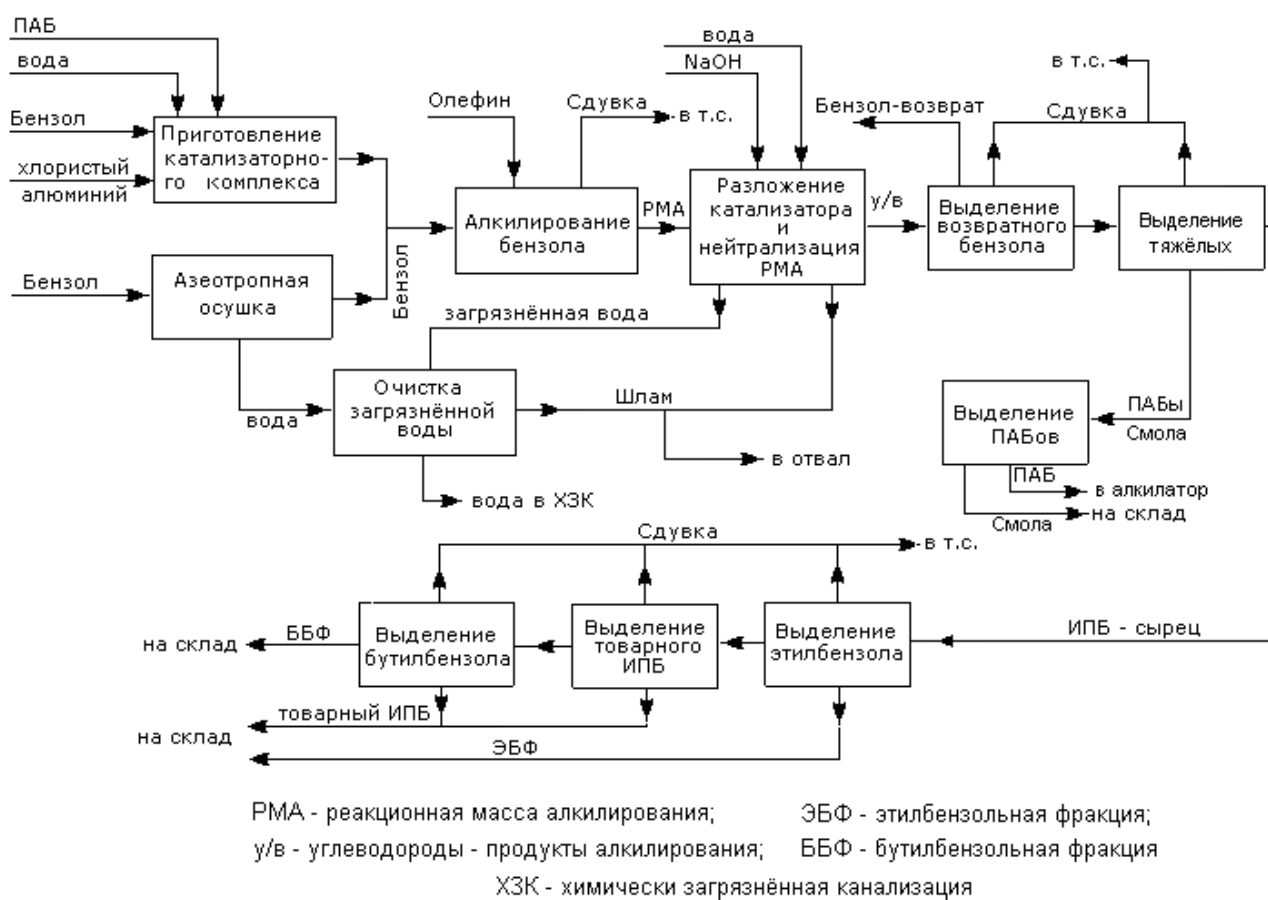 ПАБ
вода
Бензол
хлористый
алюминий
Приготовление
катализаторно-
го комплекса
Бензол
Азеотропная
осушка
Бензол
Олефин
Сдувка
в т.с.
Алкилирование
бензола
РМА
вода
NaOH
Разложение
катализатора
и
нейтрализация
РМА
у/в
Бензол-возврат
Сдувка
в т.с.
Выделение
возвратного
бензола
Выделение
тяжёлых
загрязнённая вода
вода
Очистка
загрязнённой
воды
Шлам
в отвал
вода в ХЗК
ПАБы
Смола
Выделение
ПАБов
ПАБ
в алкилатор
Смола
на склад
Сдувка
в т.с.
на склад
ББФ
Выделение
бутилбензола
Выделение
товарного
ИПБ
Выделение
этилбензола
ИПБ - сырец
товарный ИПБ
на склад
ЭБФ
РМА - реакционная масса алкилирования;
ЭБФ - этилбензольная фракция;
у/в - углеводороды - продукты алкилирования;
ББФ - бутилбензольная фракция
ХЗК - химически загрязнённая канализация